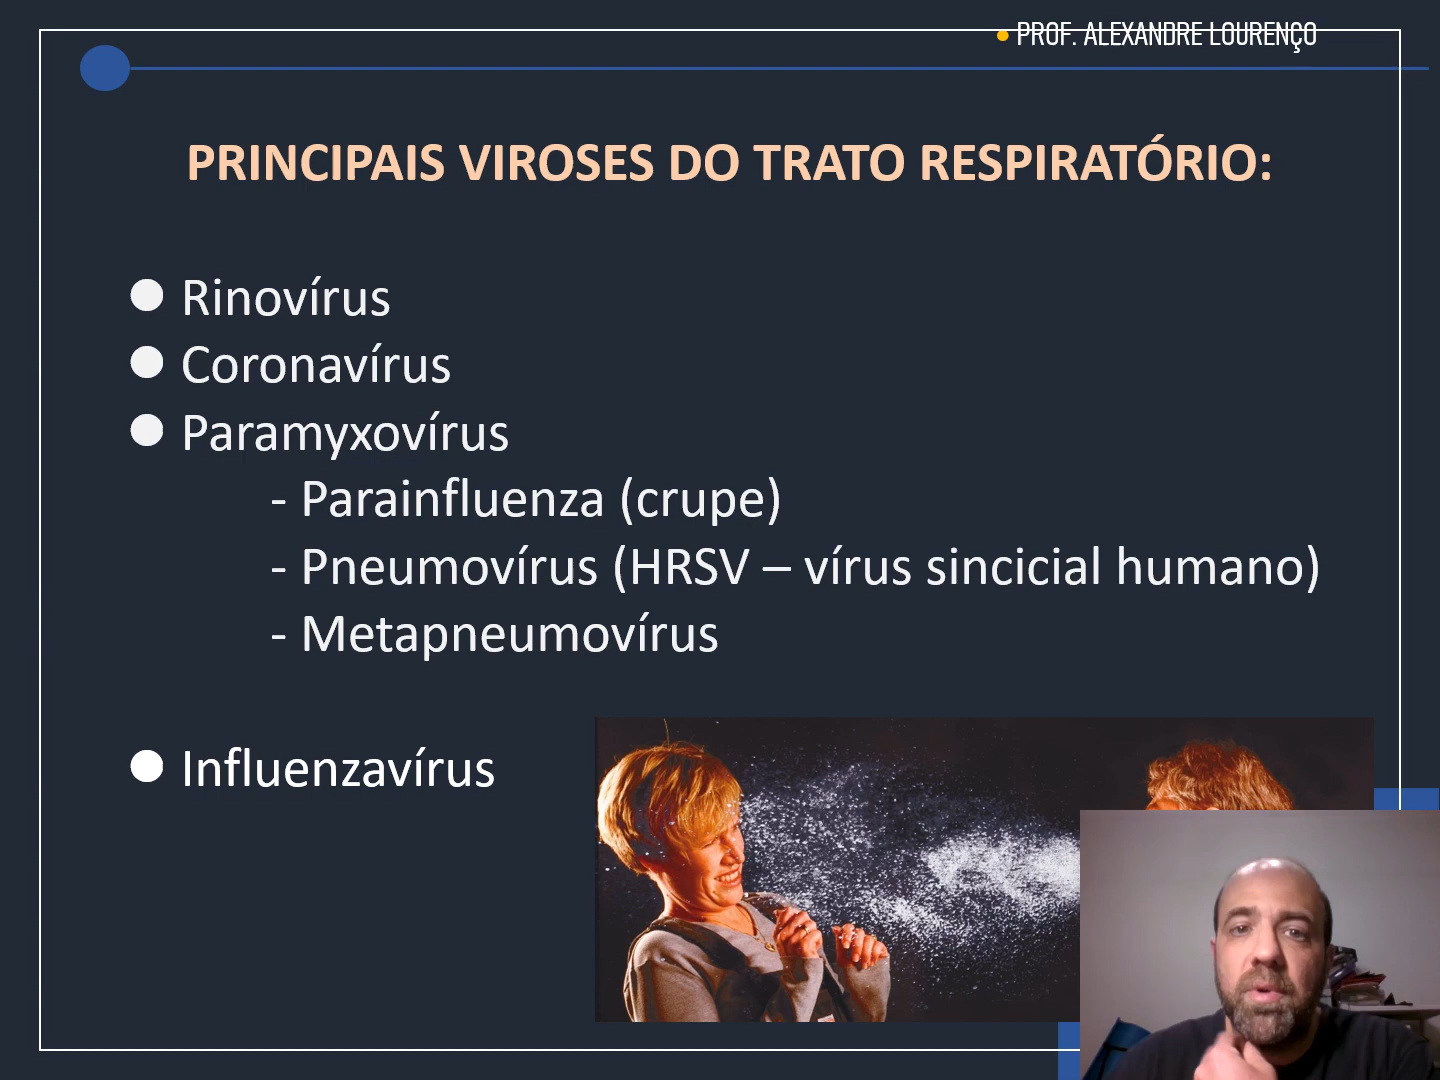 ● PROF. ALEXANDRE LOURENÇO
PRINCIPAIS VIROSES DO TRATO RESPIRATÓRIO:
● Rinovírus
● Coronavírus
● Paramyxovírus
- Parainfluenza (crupe)
- Pneumovírus (HRSV – vírus sincicial humano)
- Metapneumovírus
● Influenzavírus